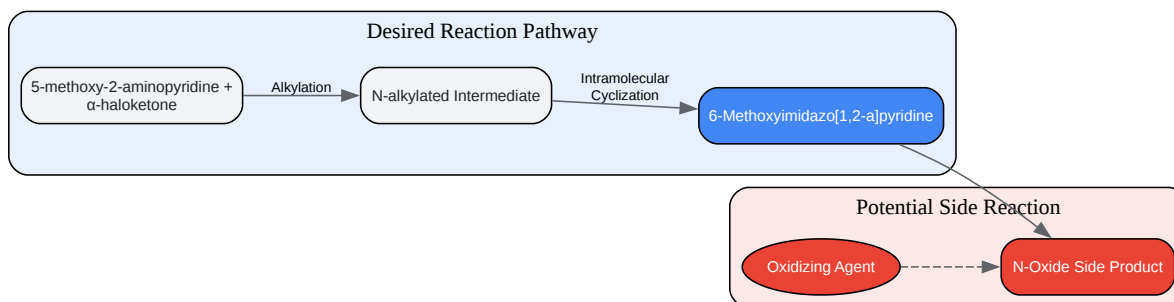 Desired Reaction Pathway
5-methoxy-2-aminopyridine +
α-haloketone
Alkylation
N-alkylated Intermediate
Intramolecular
Cyclization
6-Methoxyimidazo[1,2-a]pyridine
Potential Side Reaction
Oxidizing Agent
N-Oxide Side Product